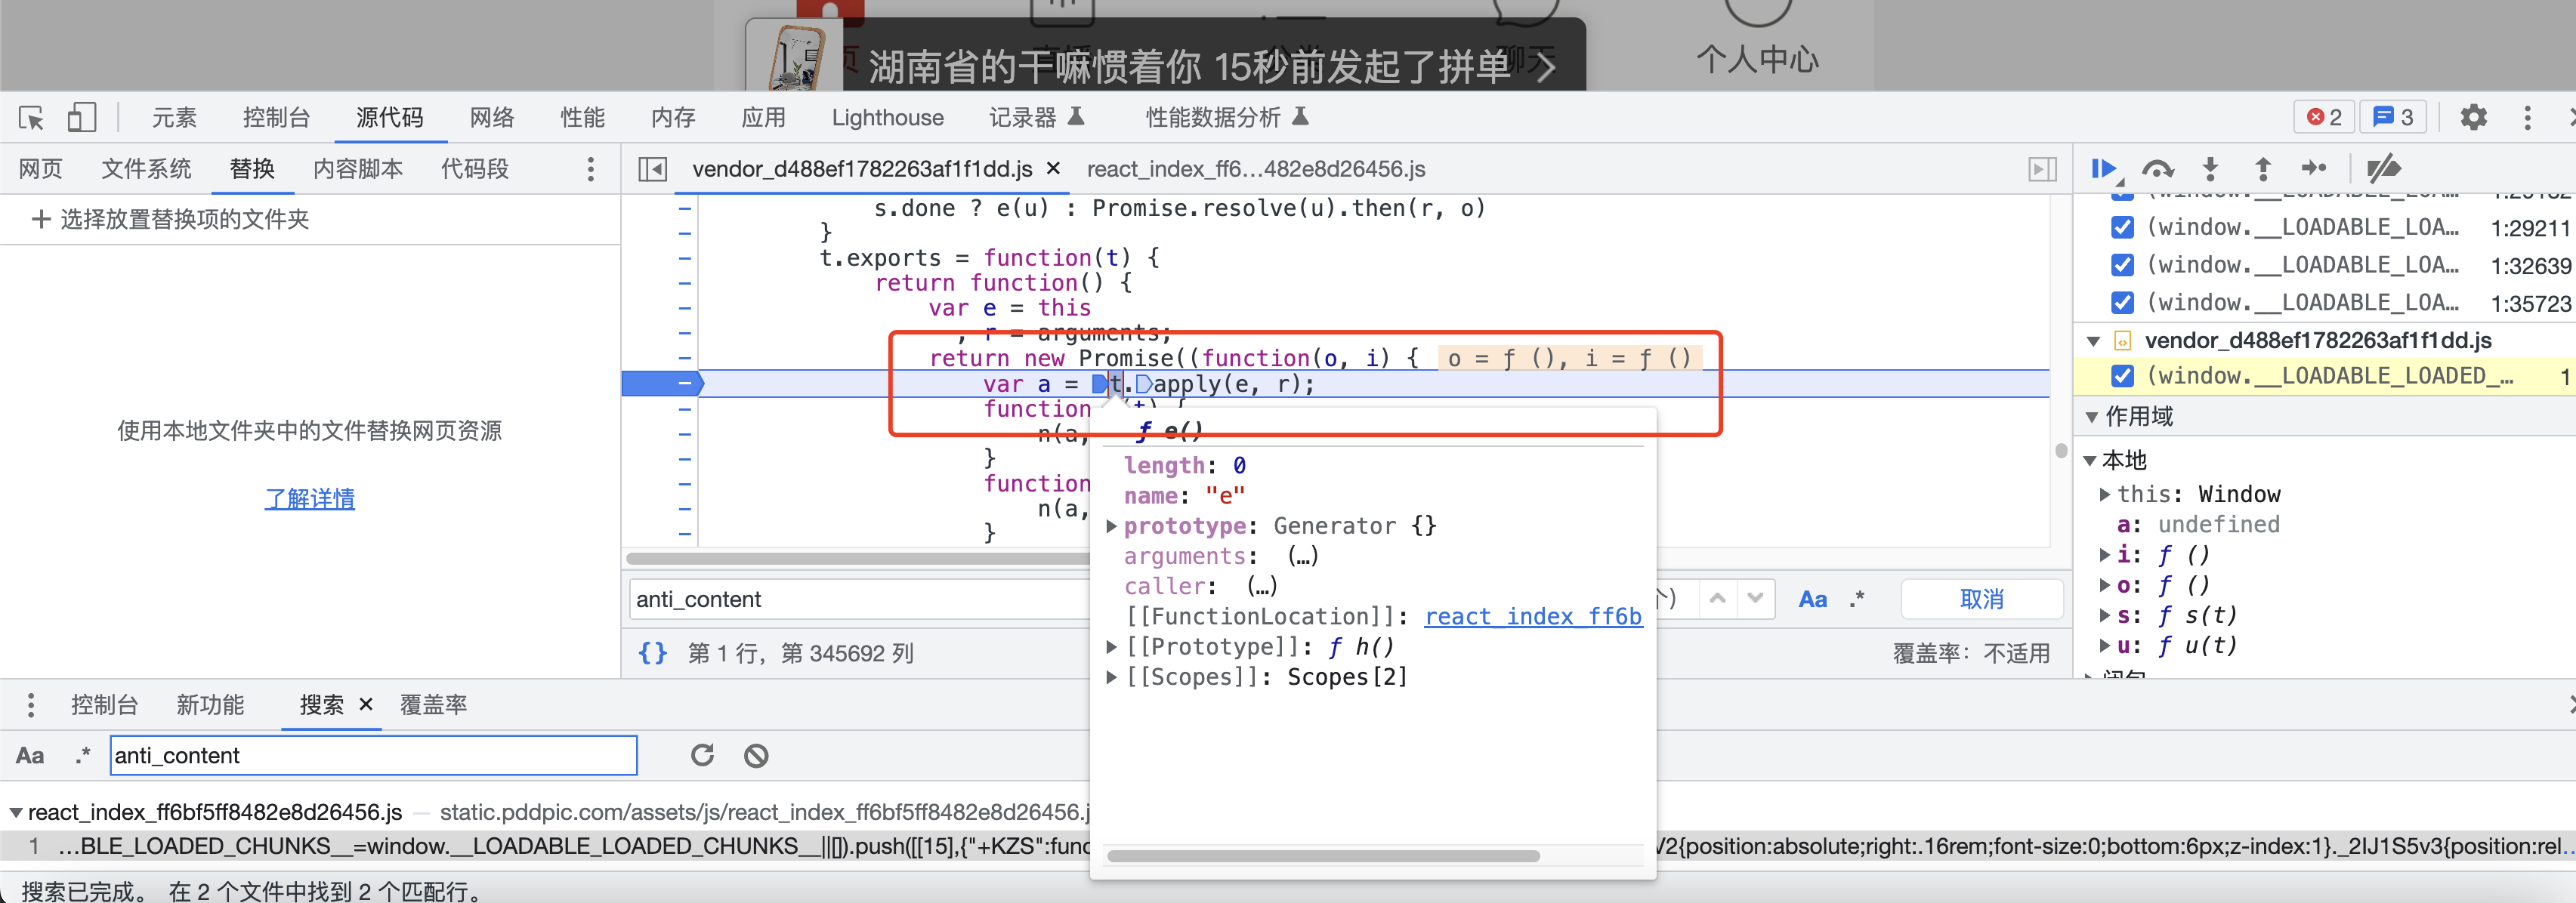 湖南省的干嘛惯着你 15秒前发起了拼单
个人中心
元素 控制台 源代码 网络 性能 内存 应用 Lighthouse 记录器 性能数据分析 2 3
网页 文件系统 替换 内容脚本 代码段
vendor_d488ef1782263af1f1dd.js × react_index_ff6…482e8d26456.js
+ 选择放置替换项的文件夹
使用本地文件夹中的文件替换网页资源
了解详情
s.done ? e(u) : Promise.resolve(u).then(r, o)
}
t.exports = function(t) {
return function() {
var e = this
, r = arguments;
return new Promise((function(o, i) { o = ƒ (), i = ƒ ()
var a = t.apply(e, r);
function (t) {
n(a,
}
function
n(a,
}
ƒ e()
length: 0
name: "e"
prototype: Generator {}
arguments: (…)
caller: (…)
[[FunctionLocation]]: react_index_ff6b
[[Prototype]]: ƒ h()
[[Scopes]]: Scopes[2]
anti_content
个) Aa .* 取消
{} 第 1 行，第 345692 列
覆盖率：不适用
(window.__LOADABLE_LOA…
(window.__LOADABLE_LOA… 1:29211
(window.__LOADABLE_LOA… 1:32639
(window.__LOADABLE_LOA… 1:35723
vendor_d488ef1782263af1f1dd.js
(window.__LOADABLE_LOADED_… 1
作用域
本地
this: Window
a: undefined
i: ƒ ()
o: ƒ ()
s: ƒ s(t)
u: ƒ u(t)
闭包
控制台 新功能 搜索 × 覆盖率
Aa .* anti_content
react_index_ff6bf5ff8482e8d26456.js — static.pddpic.com/assets/js/react_index_ff6bf5ff8482e8d26456.j
1 …BLE_LOADED_CHUNKS__=window.__LOADABLE_LOADED_CHUNKS__||[]).push([[15],{"+KZS":func
V2{position:absolute;right:.16rem;font-size:0;bottom:6px;z-index:1}._2IJ1S5v3{position:rel…
搜索已完成。 在 2 个文件中找到 2 个匹配行。